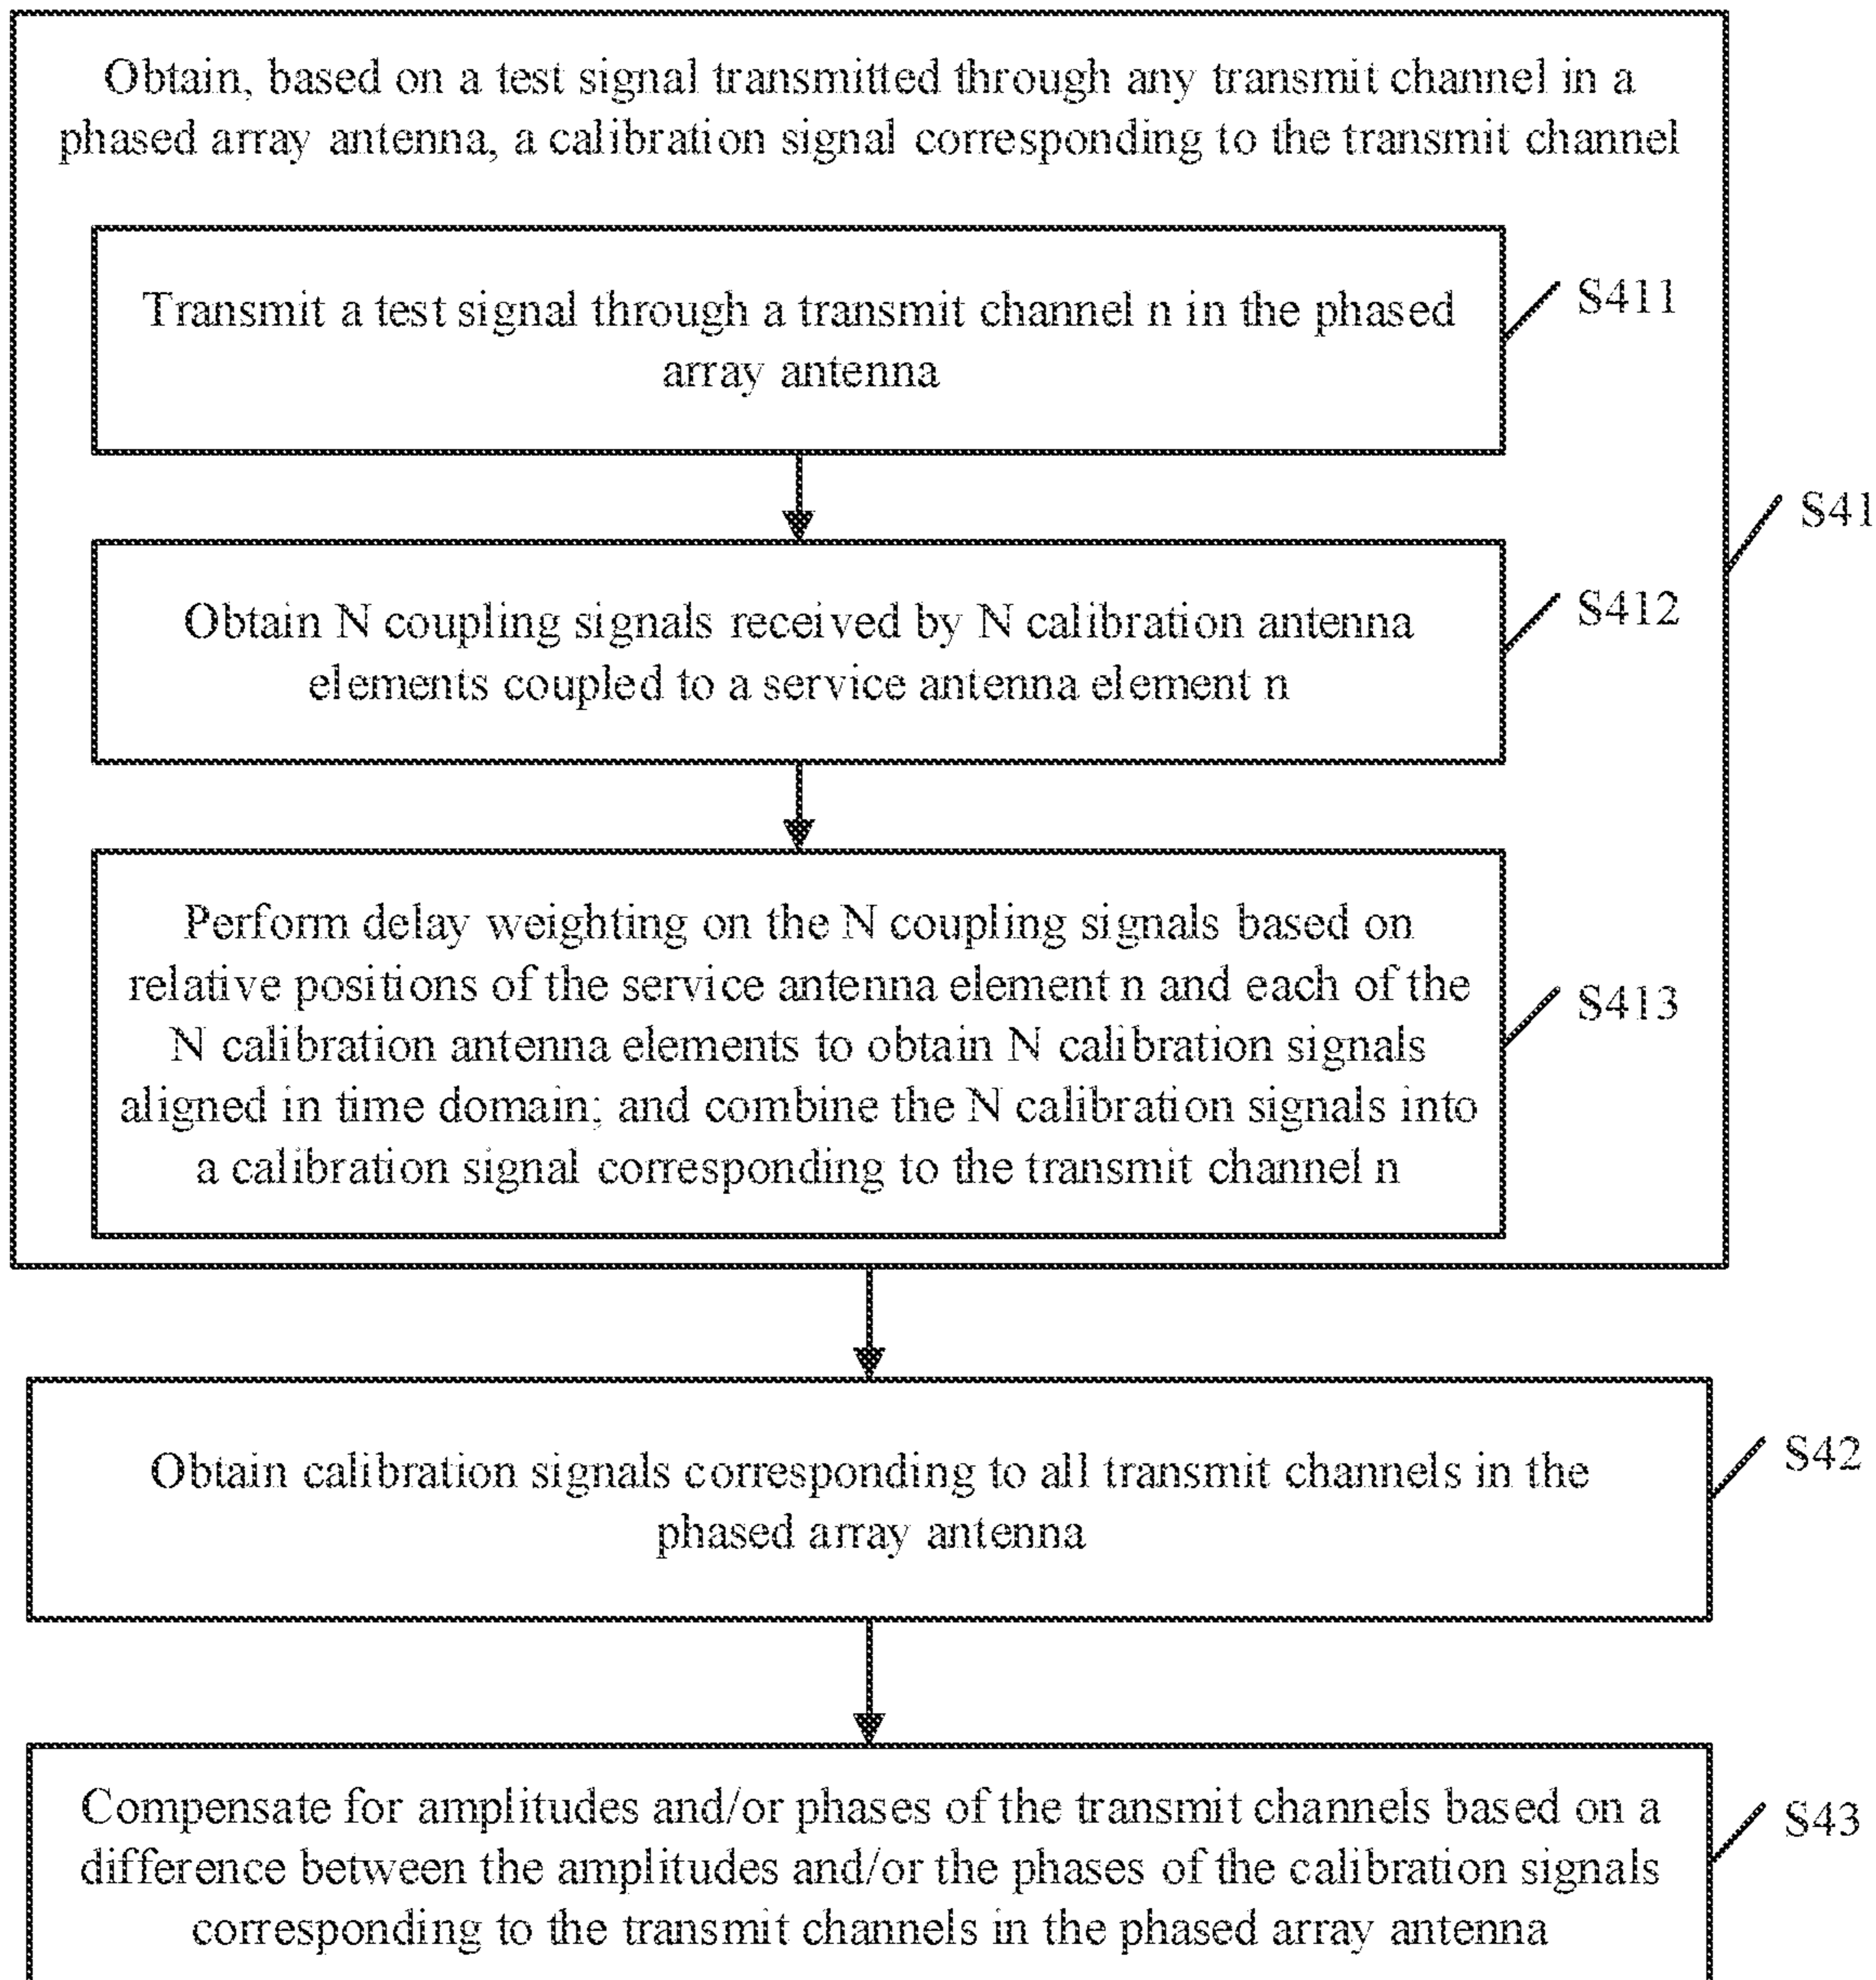 Obtain, based on a test signal transmitted through any transmit channel in a
phased array antenna, a calibration signal corresponding to the transmit channel
Transmit a test signal through a transmit channel n in the phased
array antenna
S411
S41
Obtain N coupling signals received by N calibration antenna
elements coupled to a service antenna element n
S412
Perform delay weighting on the N coupling signals based on
relative positions of the service antenna element n and each of the
N calibration antenna elements to obtain N calibration signals
aligned in time domain; and combine the N calibration signals into
a calibration signal corresponding to the transmit channel n
S413
Obtain calibration signals corresponding to all transmit channels in the
phased array antenna
S42
Compensate for amplitudes and/or phases of the transmit channels based on a
difference between the amplitudes and/or the phases of the calibration signals
corresponding to the transmit channels in the phased array antenna
S43